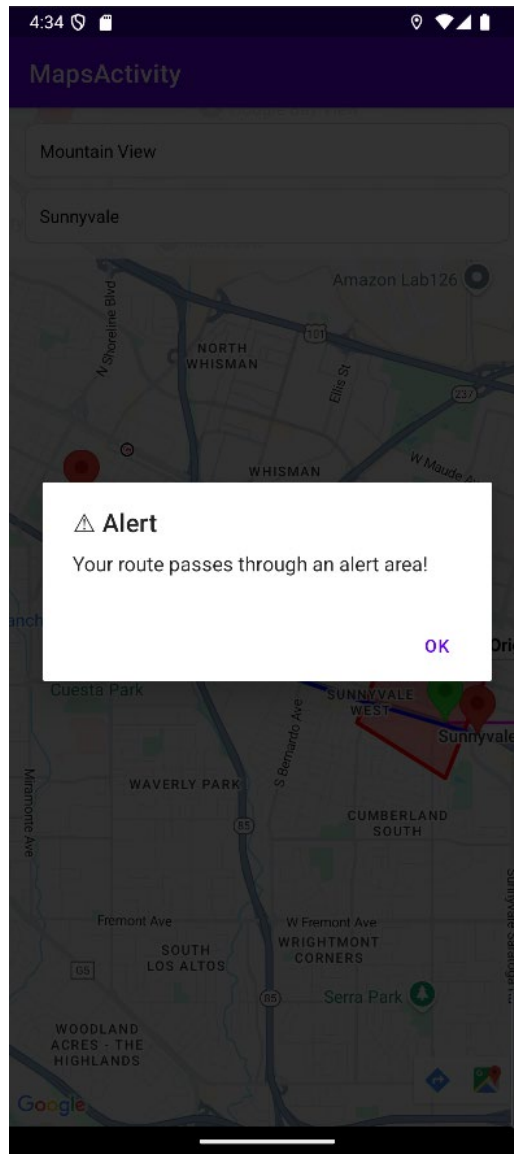 4:34
MapsActivity
Mountain View
Sunnyvale
Amazon Lab126
N Shoreline Blvd
101
NORTH
WHISMAN
Ellis St
237
W Maude
WHISMAN
⚠ Alert
Your route passes through an alert area!
OK
Cuesta Park
SUNNYVALE
WEST
Sunnyvale
S Bernardo Ave
WAVERLY PARK
Miramonte Ave
85
CUMBERLAND
SOUTH
Fremont Ave
W Fremont Ave
SOUTH
LOS ALTOS
WRIGHTMONT
CORNERS
G5
85
Serra Park
WOODLAND
ACRES - THE
HIGHLANDS
Google